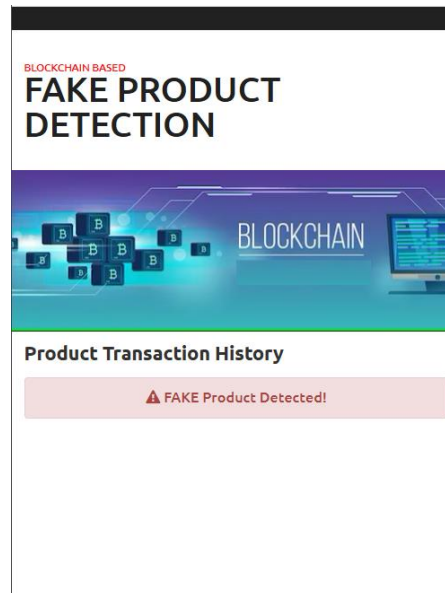 BLOCKCHAIN BASED
FAKE PRODUCT
DETECTION
BLOCKCHAIN
Product Transaction History
FAKE Product Detected!